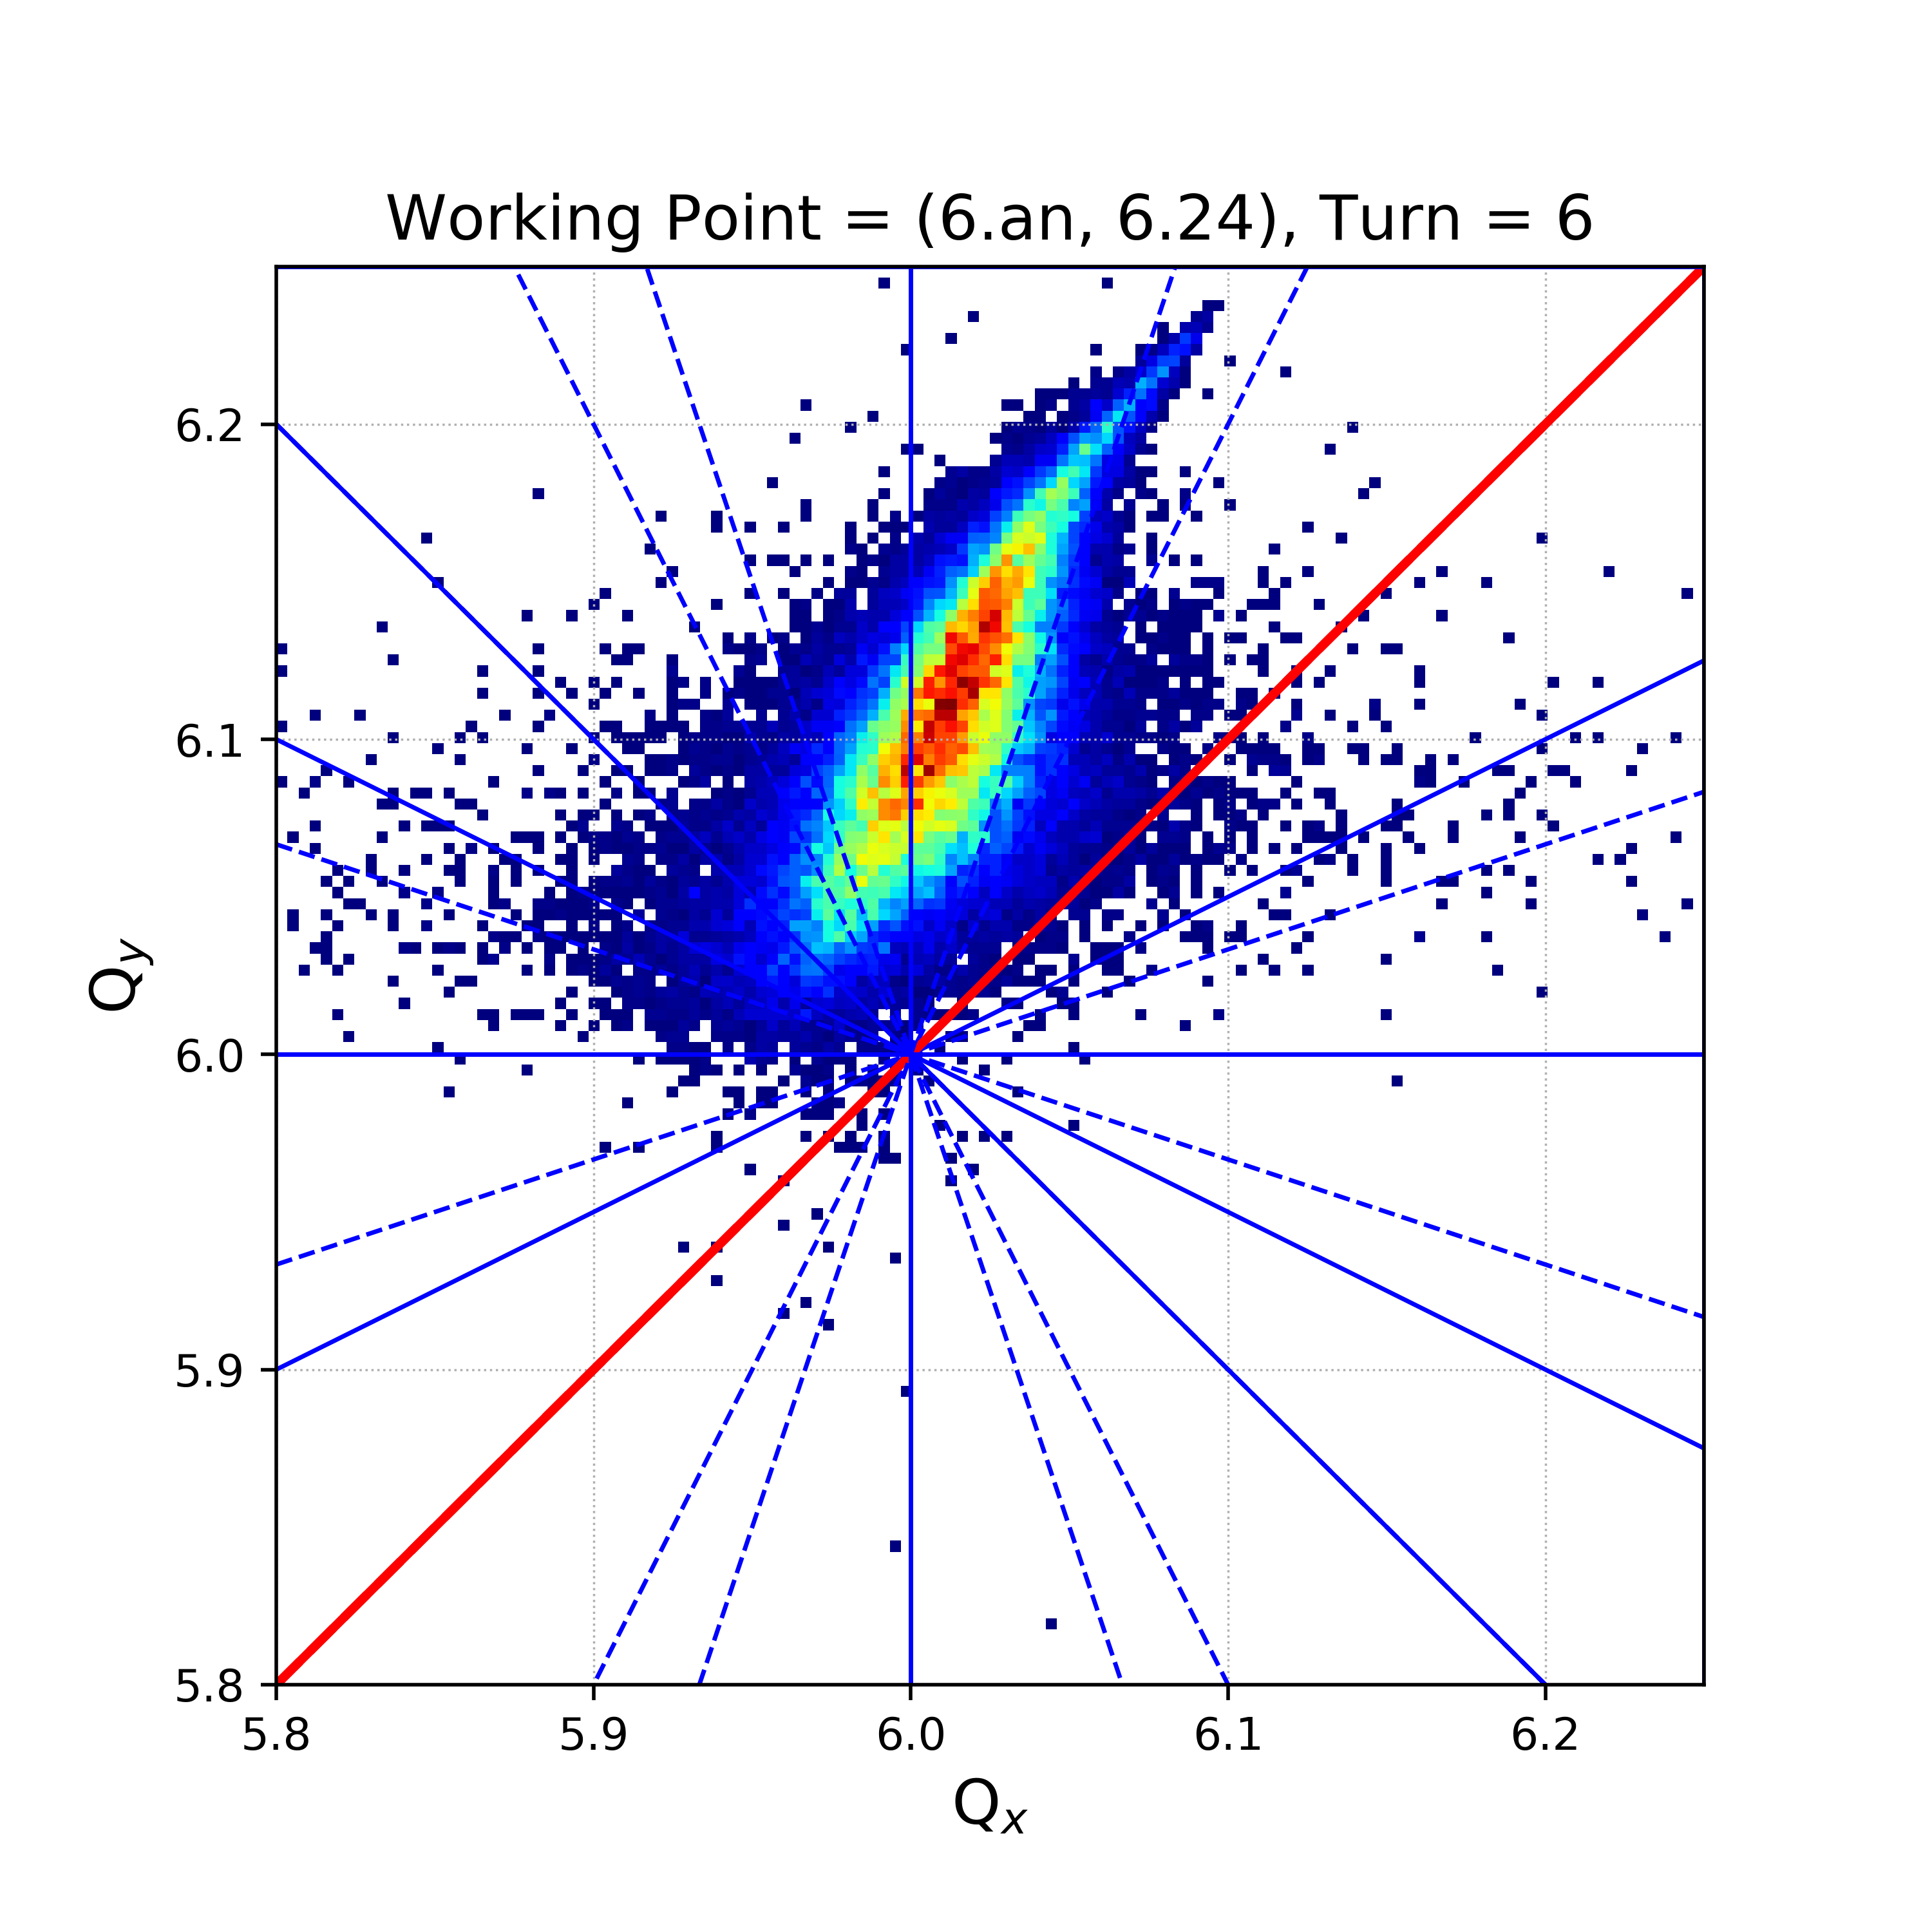 Working Point = (6.an, 6.24), Turn = 6
6.2
6.1
6.0
5.9
5.8
Qy
5.8 5.9 6.0 6.1 6.2
Qx